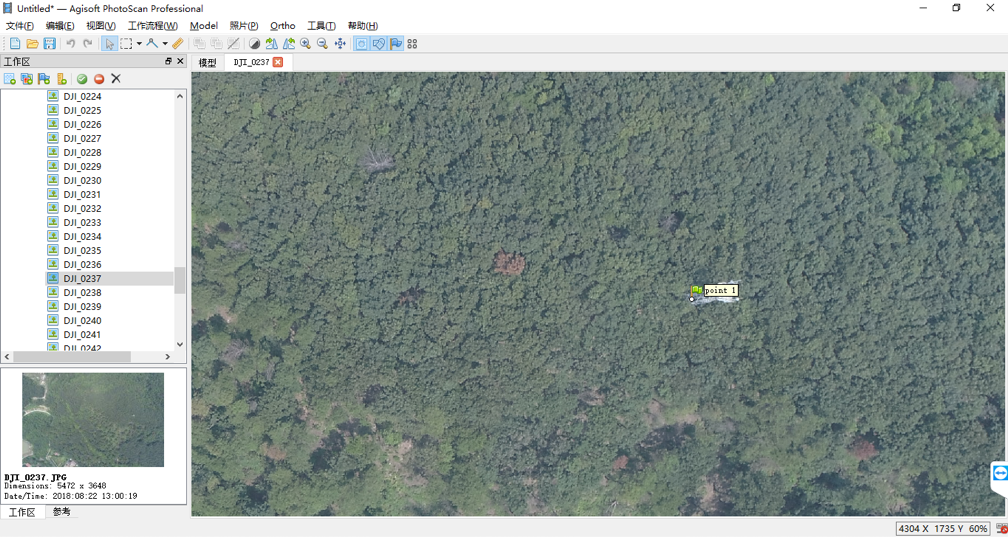 Untitled* — Agisoft PhotoScan Professional
文件(F) 编辑(E) 视图(V) 工作流程(W) Model 照片(P) Ortho 工具(T) 帮助(H)
工作区
模型 DJI_0237
DJI_0224
DJI_0225
DJI_0226
DJI_0227
DJI_0228
DJI_0229
DJI_0230
DJI_0231
DJI_0232
DJI_0233
DJI_0234
DJI_0235
DJI_0236
DJI_0237
DJI_0238
DJI_0239
DJI_0240
DJI_0241
DJI_0242
point 1
DJI_0237.JPG
Dimensions: 5472 x 3648
Date/Time: 2018:08:22 13:00:19
工作区 参考
4304 X 1735 Y 60%